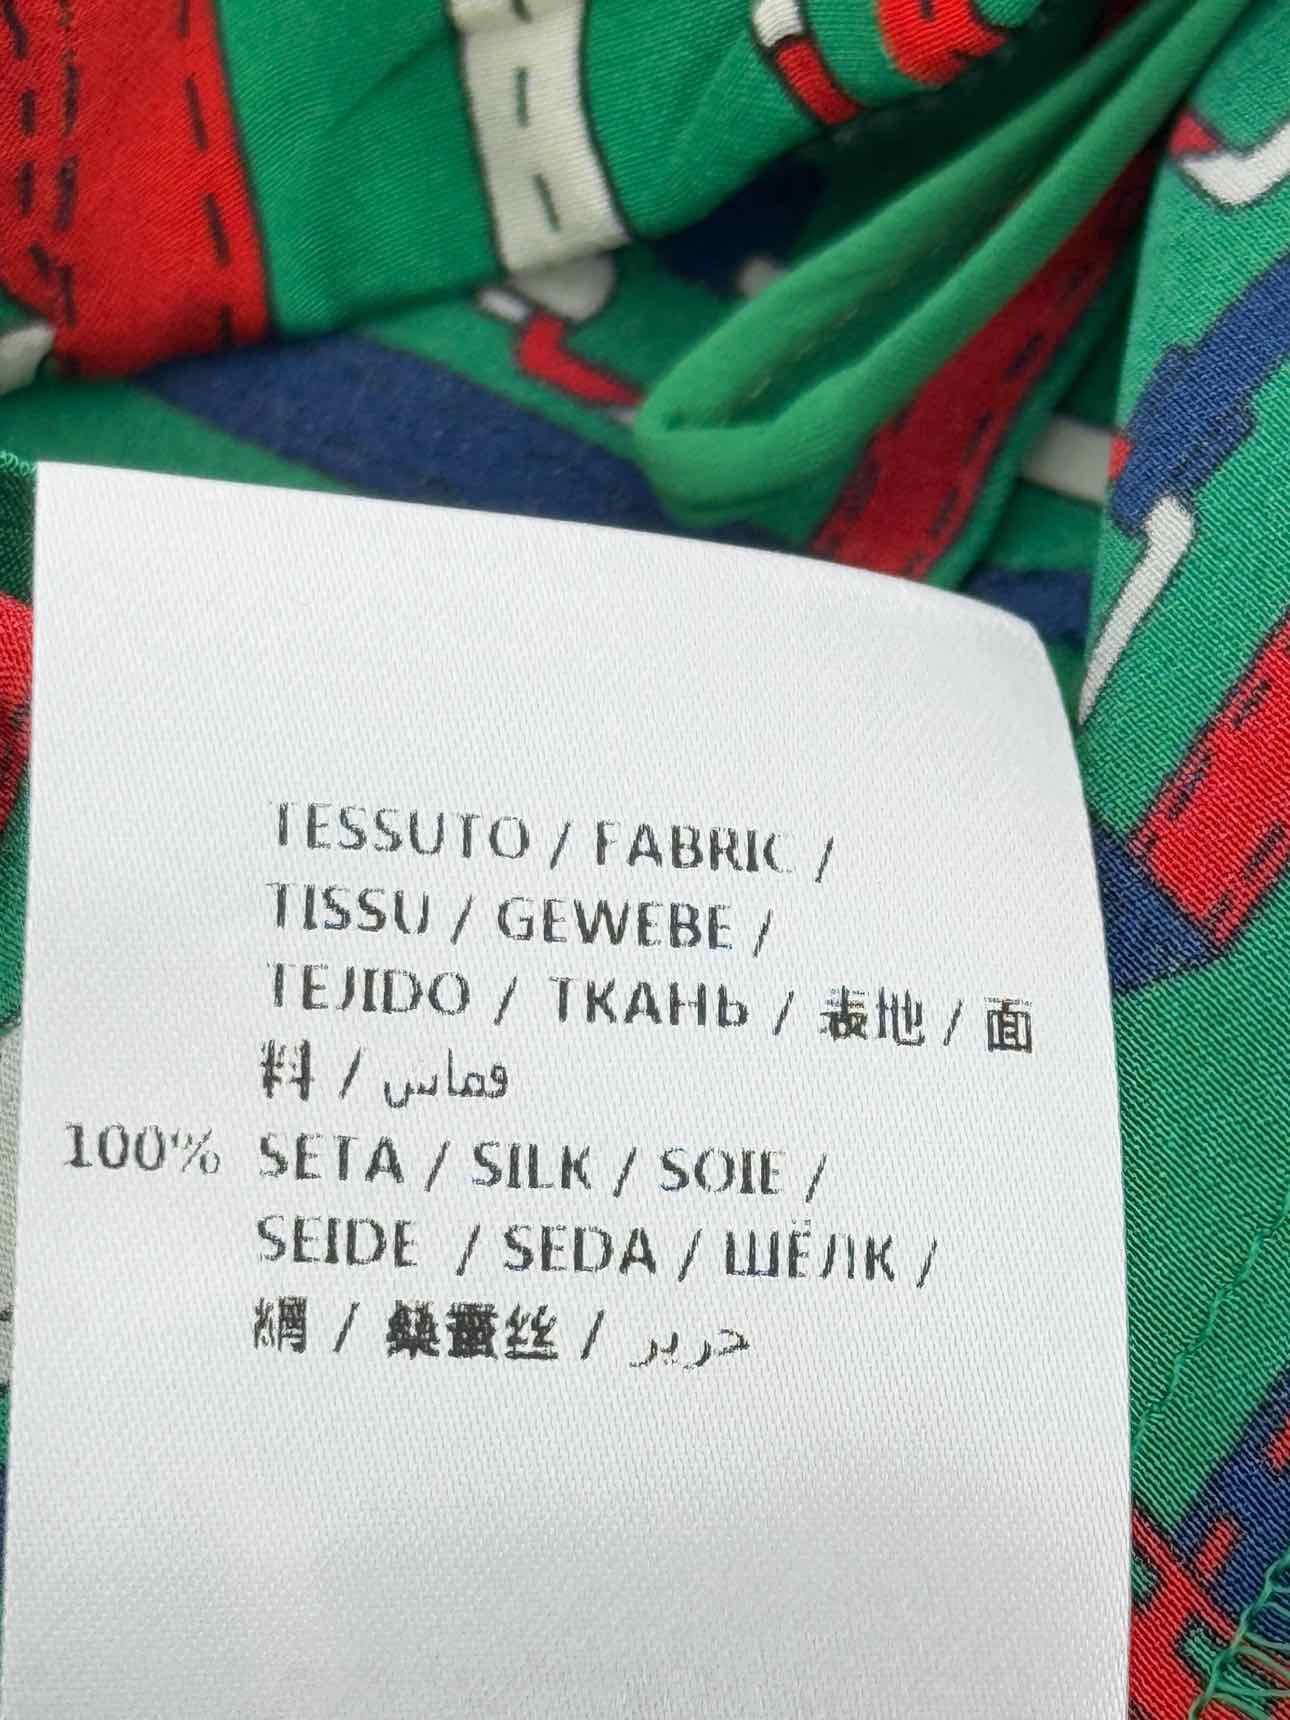 TESSUTO / FABRIC /
TISSU / GEWEBE /
TEJIDO / ТКАНЬ / 表地 / 面
料 / قماش
100% SETA / SILK / SOIE /
SEIDE / SEDA / ШЁЛК /
絹 / 桑蚕丝 / حرير